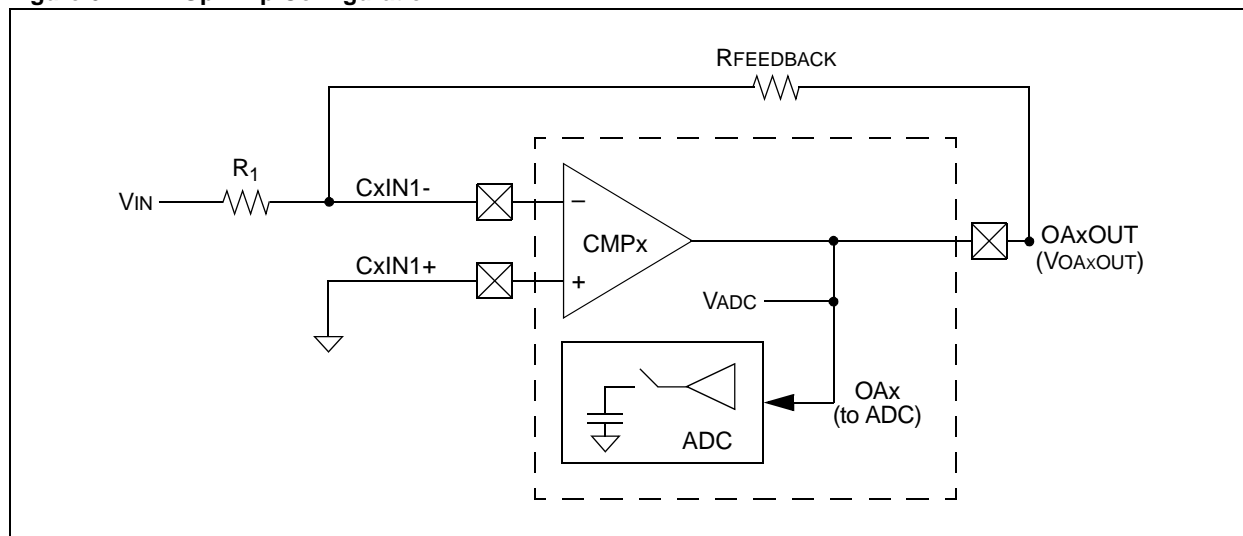 RFEEDBACK
R1
VIN
CxIN1-
CxIN1+
–
+
CMPx
OAxOUT
(VOAxOUT)
VADC
OAx
(to ADC)
ADC